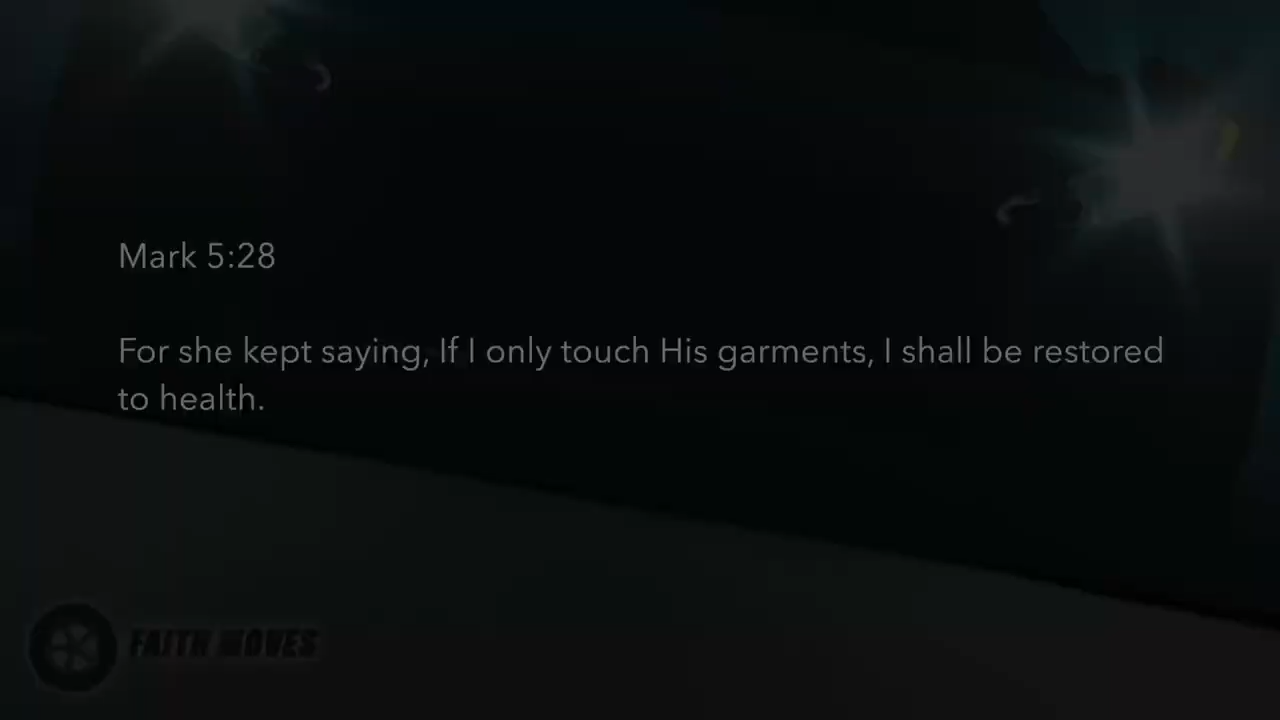 Mark 5:28
For she kept saying, If I only touch His garments, I shall be restored
to health.
FAITH MOVES